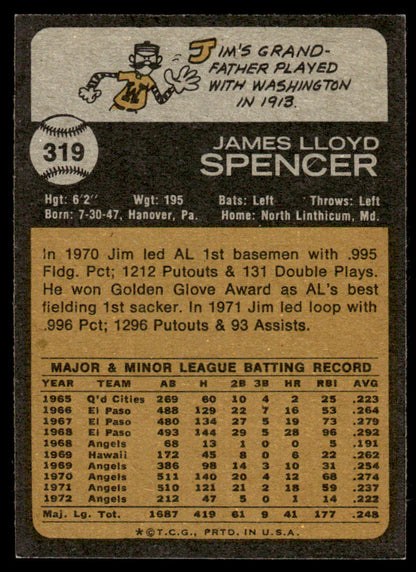 JIM'S GRAND-
FATHER PLAYED
WITH WASHINGTON
IN 1913.
W
319
JAMES LLOYD
SPENCER
Hgt: 6'2" Wgt: 195 Bats: Left Throws: Left
Born: 7-30-47, Hanover, Pa. Home: North Linthicum, Md.
In 1970 Jim led AL 1st basemen with .995
Fldg. Pct; 1212 Putouts & 131 Double Plays.
He won Golden Glove Award as AL's best
fielding 1st sacker. In 1971 Jim led loop with
.996 Pct; 1296 Putouts & 93 Assists.
MAJOR & MINOR LEAGUE BATTING RECORD
YEAR TEAM AB H 2B 3B HR RBI AVG
1965 Q'd Cities 269 60 10 4 2 25 .223
1966 El Paso 488 129 22 7 16 53 .264
1967 El Paso 480 134 27 5 19 73 .279
1968 El Paso 493 144 29 5 28 96 .292
1968 Angels 68 13 1 0 0 5 .191
1969 Hawaii 172 45 8 0 6 22 .262
1969 Angels 386 98 14 3 10 31 .254
1970 Angels 511 140 20 4 12 68 .274
1971 Angels 510 121 21 2 18 59 .237
1972 Angels 212 47 5 0 1 14 .222
Maj. Lg. Tot. 1687 419 61 9 41 177 .248
*©T.C.G., PRTD. IN U.S.A.